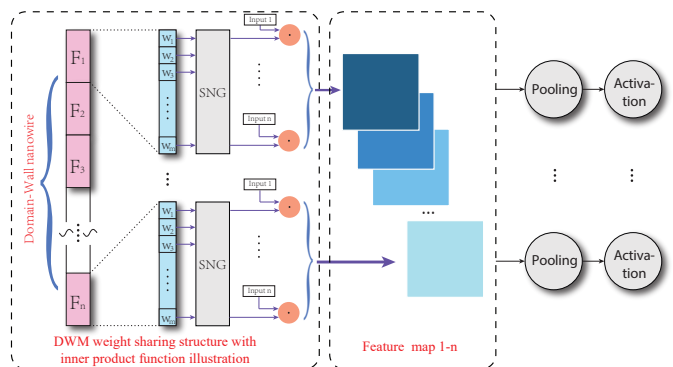 Domain-Wall nanowire
F1
F2
F3
Fn
W1
W2
W3
Wm
SNG
Input 1
Input n
W1
W2
W3
Wm
SNG
Input 1
Input n
DWM weight sharing structure with
inner product function illustration
Feature map 1-n
Pooling
Activa-
tion
Pooling
Activa-
tion